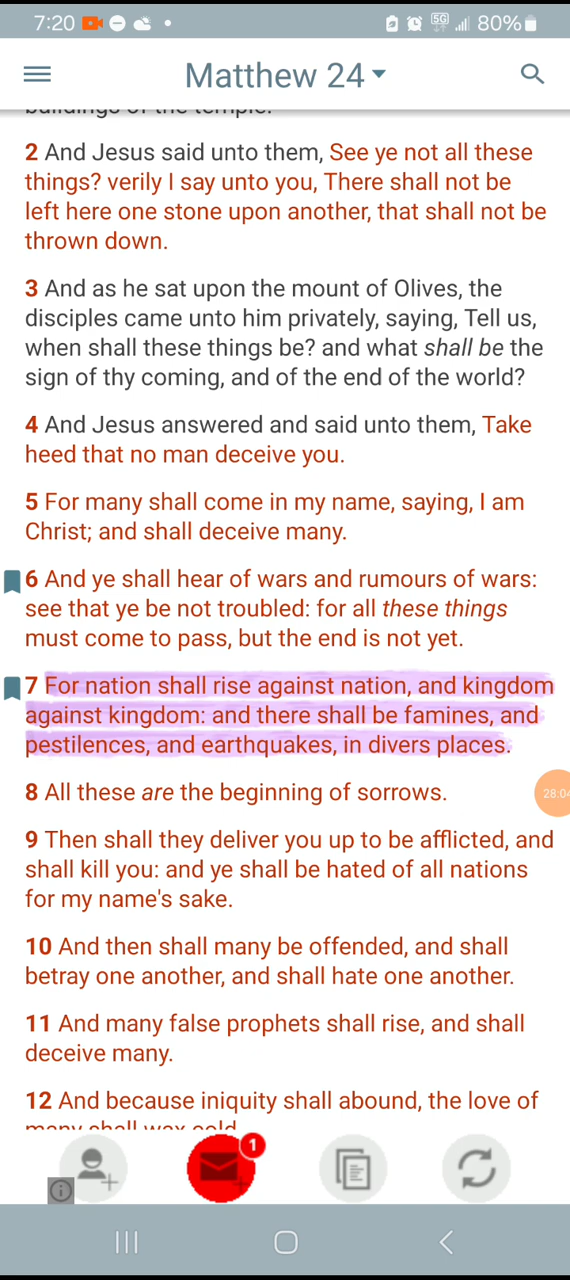 7:20 5G 80%
Matthew 24
buildings of the temple.
2 And Jesus said unto them, See ye not all these
things? verily I say unto you, There shall not be
left here one stone upon another, that shall not be
thrown down.
3 And as he sat upon the mount of Olives, the
disciples came unto him privately, saying, Tell us,
when shall these things be? and what shall be the
sign of thy coming, and of the end of the world?
4 And Jesus answered and said unto them, Take
heed that no man deceive you.
5 For many shall come in my name, saying, I am
Christ; and shall deceive many.
6 And ye shall hear of wars and rumours of wars:
see that ye be not troubled: for all these things
must come to pass, but the end is not yet.
7 For nation shall rise against nation, and kingdom
against kingdom: and there shall be famines, and
pestilences, and earthquakes, in divers places.
8 All these are the beginning of sorrows.
28:04
9 Then shall they deliver you up to be afflicted, and
shall kill you: and ye shall be hated of all nations
for my name's sake.
10 And then shall many be offended, and shall
betray one another, and shall hate one another.
11 And many false prophets shall rise, and shall
deceive many.
12 And because iniquity shall abound, the love of
many shall wax cold.
1